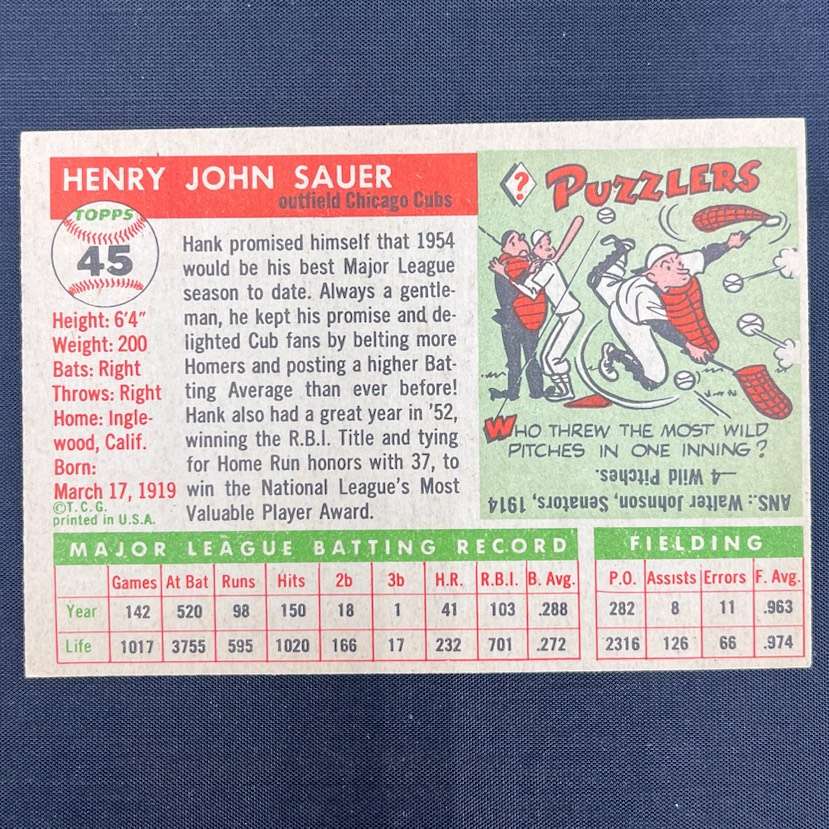 HENRY JOHN SAUER
outfield Chicago Cubs
TOPPS
45
Height: 6'4"
Weight: 200
Bats: Right
Throws: Right
Home: Ingle-
wood, Calif.
Born:
March 17, 1919
©T.C.G.
printed in U.S.A.
Hank promised himself that 1954
would be his best Major League
season to date. Always a gentle-
man, he kept his promise and de-
lighted Cub fans by belting more
Homers and posting a higher Bat-
ting Average than ever before!
Hank also had a great year in '52,
winning the R.B.I. Title and tying
for Home Run honors with 37, to
win the National League's Most
Valuable Player Award.
?
PUZZLERS
WHO THREW THE MOST WILD
PITCHES IN ONE INNING?
ANS.: Walter Johnson, Senators, 1914
—4 Wild Pitches.
MAJOR LEAGUE BATTING RECORD
Games At Bat Runs Hits 2b 3b H.R. R.B.I. B. Avg.
Year 142 520 98 150 18 1 41 103 .288
Life 1017 3755 595 1020 166 17 232 701 .272
FIELDING
P.O. Assists Errors F. Avg.
282 8 11 .963
2316 126 66 .974